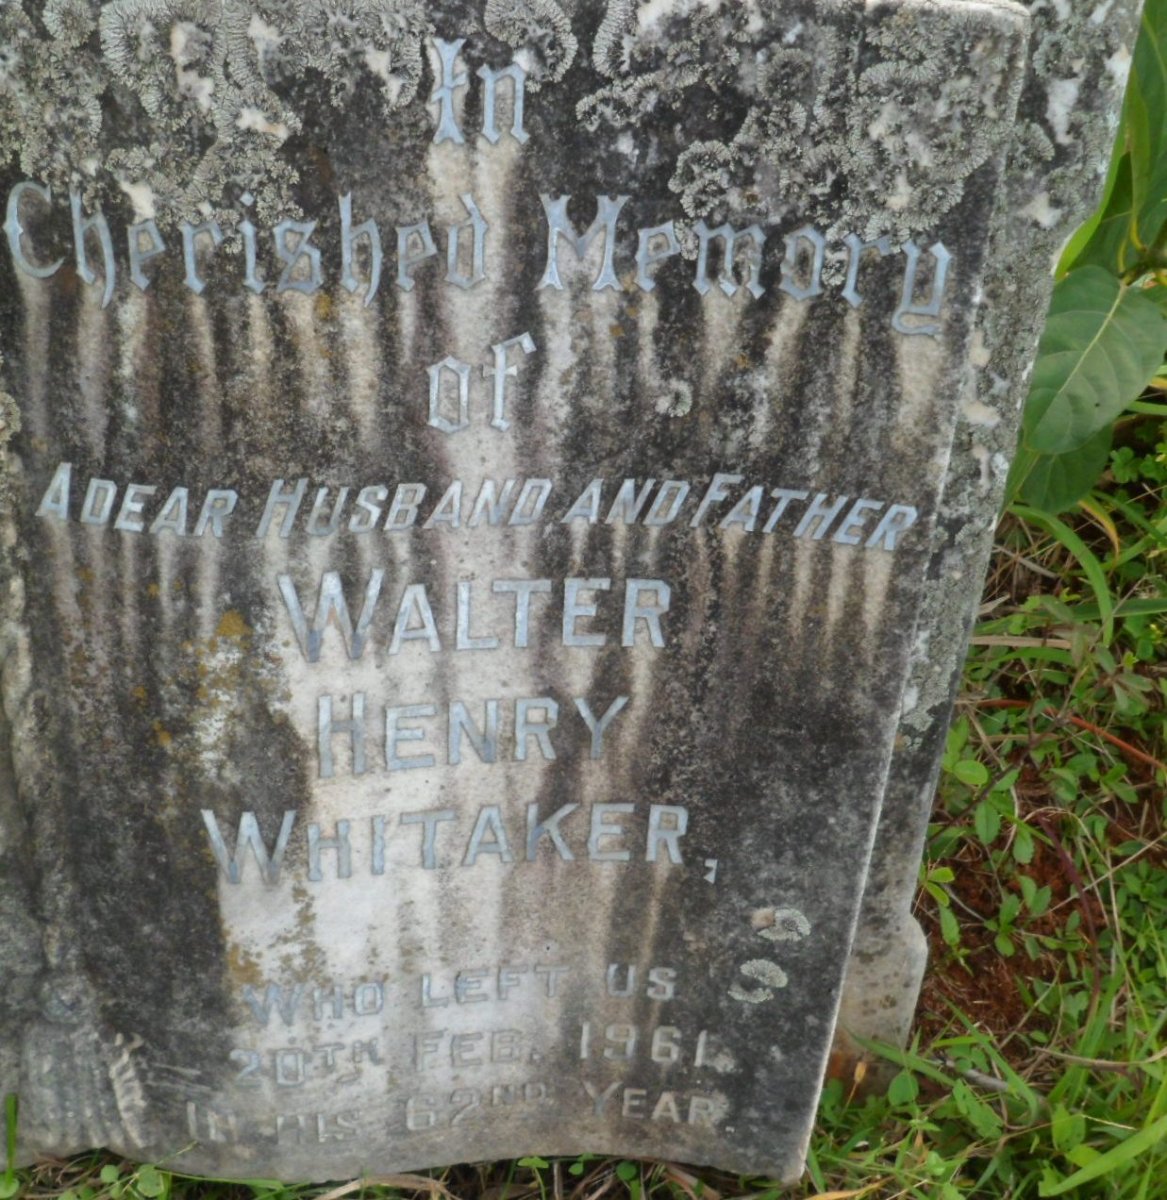 In
Cherished Memory
of
A DEAR HUSBAND AND FATHER
WALTER
HENRY
WHITAKER,
WHO LEFT US
20TH FEB. 1961.
IN HIS 62ND YEAR.